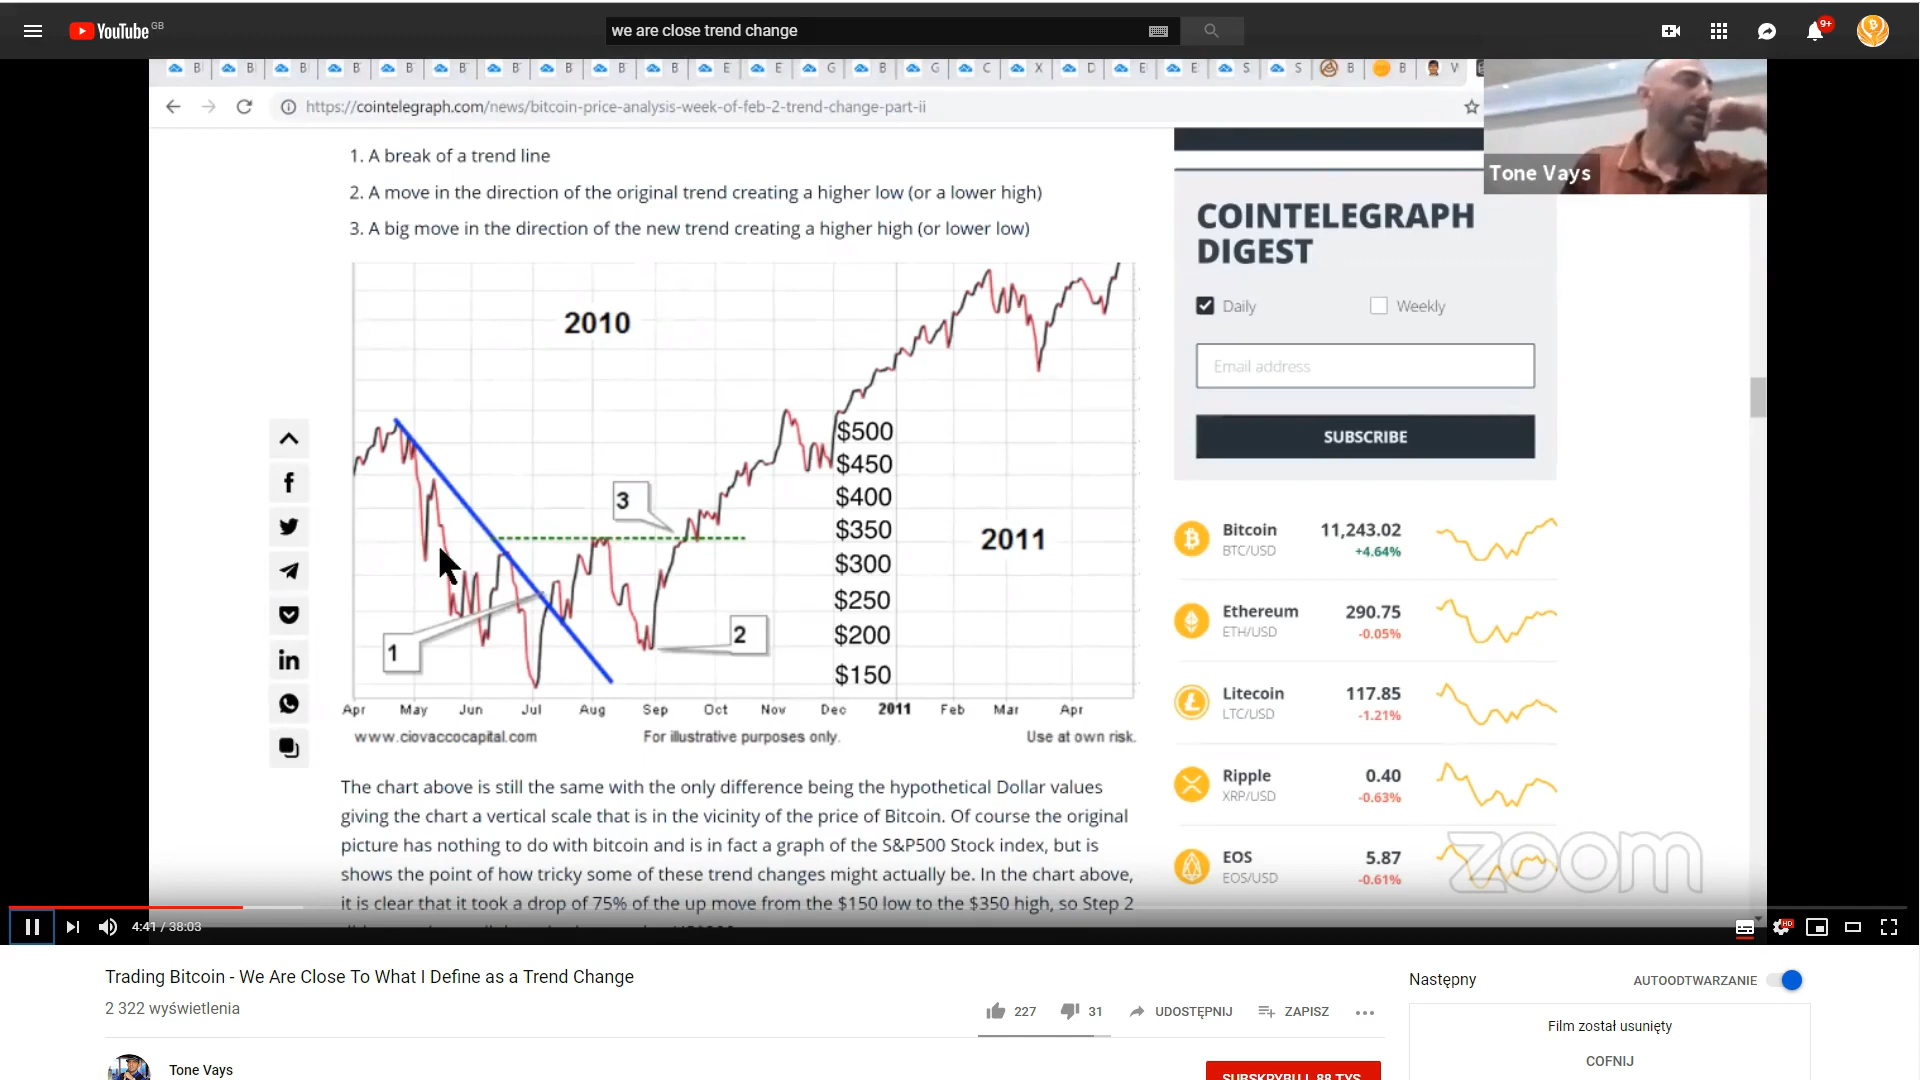 YouTube GB
we are close trend change
9+
B B B B B B B B B B E E G B G C X D E E S S B B V
https://cointelegraph.com/news/bitcoin-price-analysis-week-of-feb-2-trend-change-part-ii
Tone Vays
1. A break of a trend line
2. A move in the direction of the original trend creating a higher low (or a lower high)
3. A big move in the direction of the new trend creating a higher high (or lower low)
COINTELEGRAPH
DIGEST
Daily
Weekly
Email address
SUBSCRIBE
2010
$500
$450
$400
$350
$300
$250
$200
$150
3
2
1
2011
Apr May Jun Jul Aug Sep Oct Nov Dec 2011 Feb Mar Apr
www.ciovaccocapital.com For illustrative purposes only. Use at own risk.
Bitcoin 11,243.02
BTC/USD +4.64%
Ethereum 290.75
ETH/USD -0.05%
Litecoin 117.85
LTC/USD -1.21%
Ripple 0.40
XRP/USD -0.63%
EOS 5.87
EOS/USD -0.61%
zoom
The chart above is still the same with the only difference being the hypothetical Dollar values
giving the chart a vertical scale that is in the vicinity of the price of Bitcoin. Of course the original
picture has nothing to do with bitcoin and is in fact a graph of the S&P500 Stock index, but is
shows the point of how tricky some of these trend changes might actually be. In the chart above,
it is clear that it took a drop of 75% of the up move from the $150 low to the $350 high, so Step 2
4:41 / 38:03
HD
Trading Bitcoin - We Are Close To What I Define as a Trend Change
2 322 wyświetlenia
227
31
UDOSTĘPNIJ
ZAPISZ
Tone Vays
SUBSKRYBUJ 88 TYS.
Następny
AUTOODTWARZANIE
Film został usunięty
COFNIJ